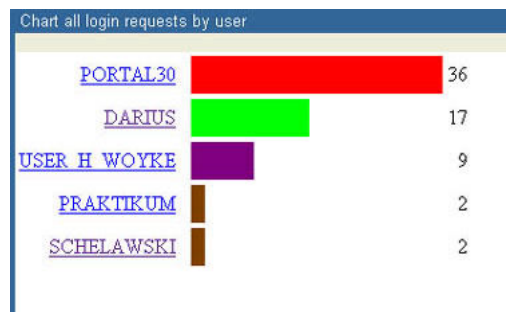 Chart all login requests by user
PORTAL30 36
DARIUS 17
USER H WOYKE 9
PRAKTIKUM 2
SCHELAWSKI 2